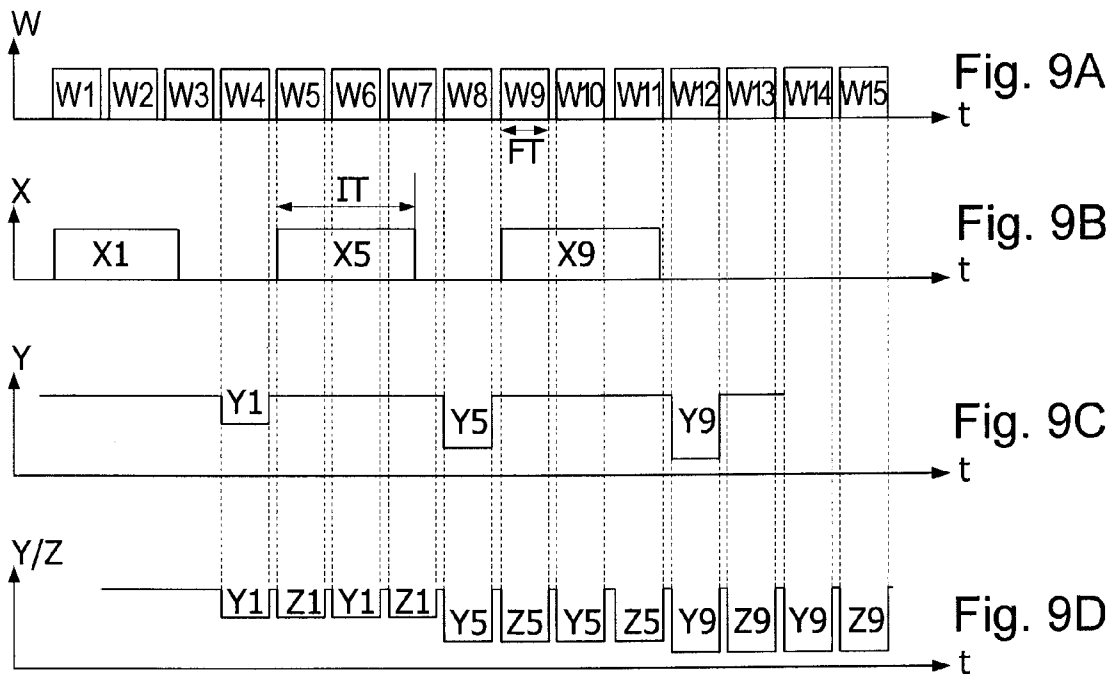 W
W1 W2 W3 W4 W5 W6 W7 W8 W9 W10 W11 W12 W13 W14 W15
t
Fig. 9A
FT
X
IT
X1 X5 X9
t
Fig. 9B
Y
Y1 Y5 Y9
t
Fig. 9C
Y/Z
Y1 Z1 Y1 Z1 Y5 Z5 Y5 Z5 Y9 Z9 Y9 Z9
t
Fig. 9D